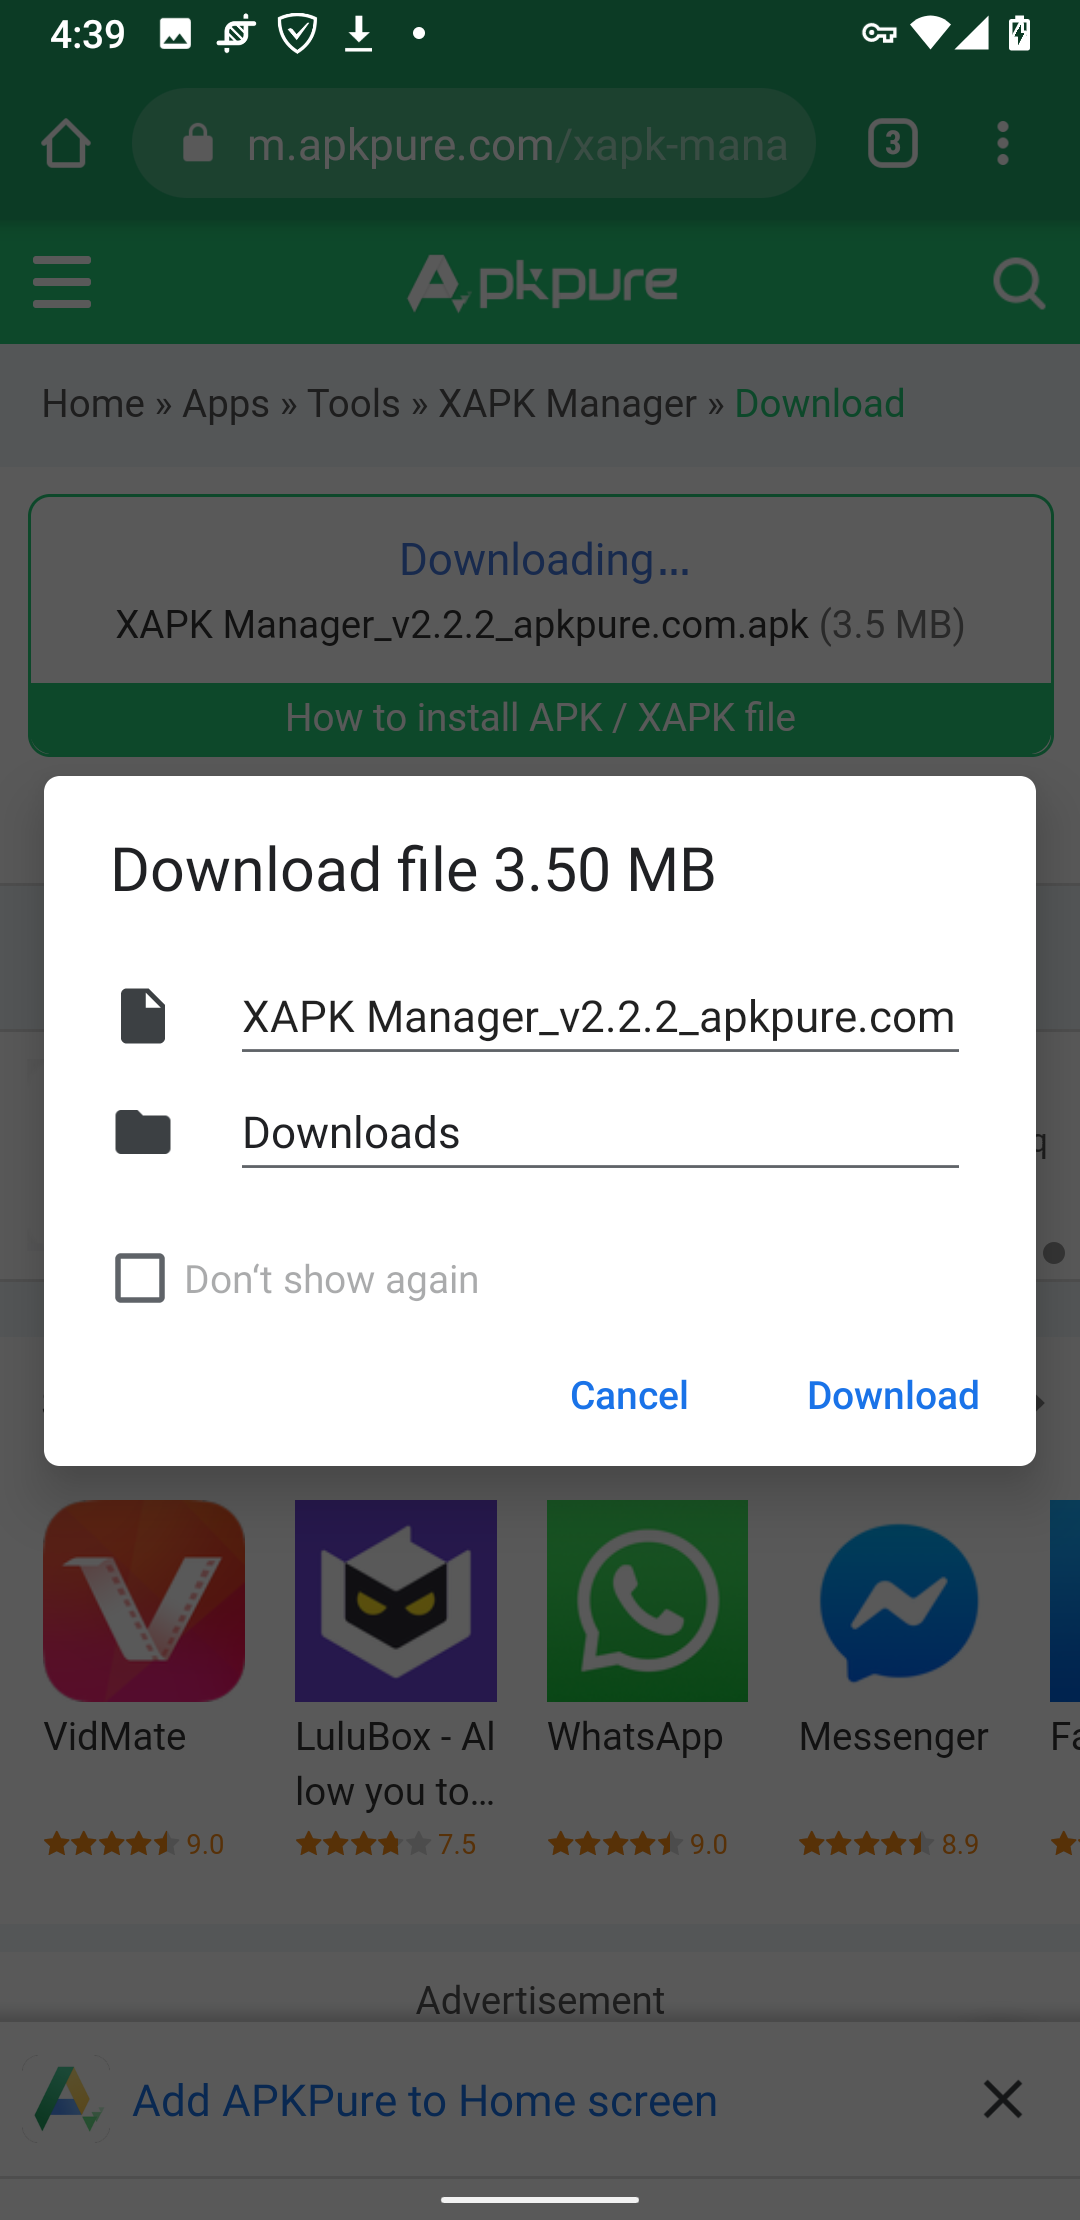 4:39
m.apkpure.com/xapk-mana
3
Apkpure
Home » Apps » Tools » XAPK Manager » Download
Downloading...
XAPK Manager_v2.2.2_apkpure.com.apk (3.5 MB)
How to install APK / XAPK file
Download file 3.50 MB
XAPK Manager_v2.2.2_apkpure.com
Downloads
q
Don‘t show again
Cancel
Download
VidMate
LuluBox - Al
low you to...
WhatsApp
Messenger
Fa
9.0
7.5
9.0
8.9
Advertisement
Add APKPure to Home screen